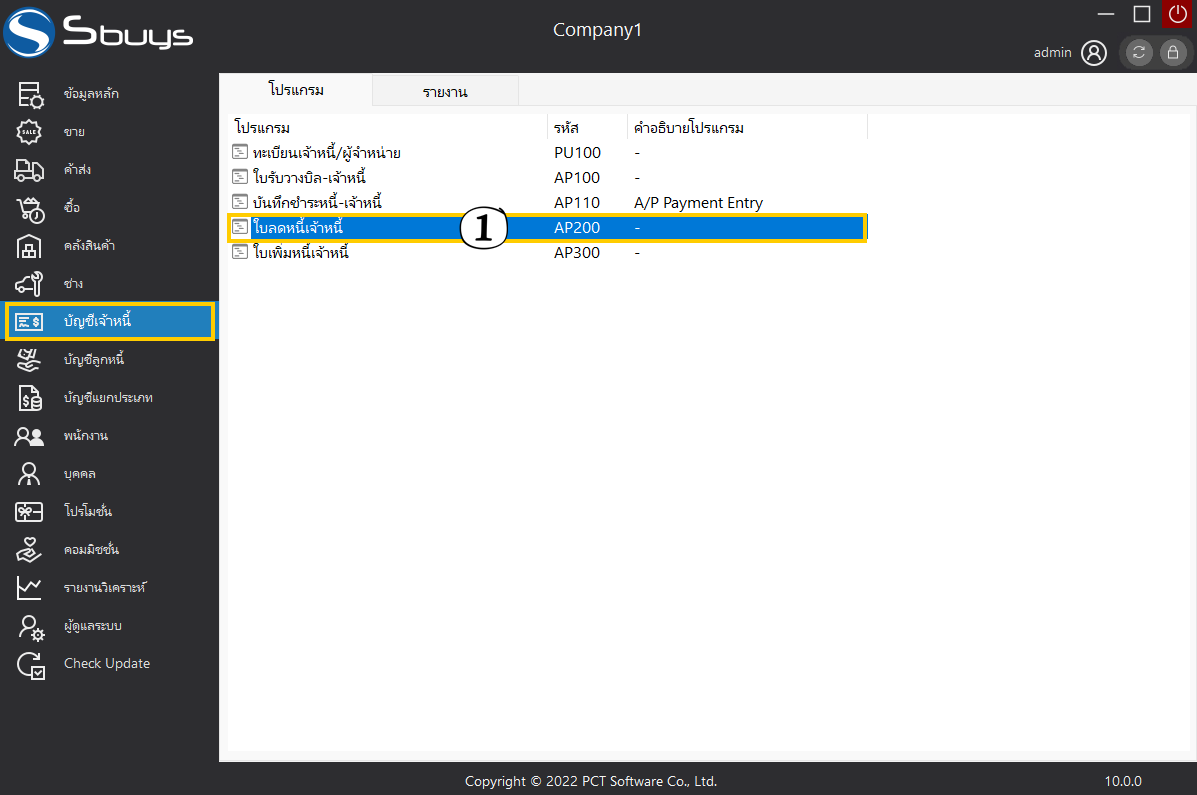 Sbuys
Company1
admin
ข้อมูลหลัก
ขาย
ค้าส่ง
ซื้อ
คลังสินค้า
ช่าง
บัญชีเจ้าหนี้
บัญชีลูกหนี้
บัญชีแยกประเภท
พนักงาน
บุคคล
โปรโมชั่น
คอมมิชชั่น
รายงานวิเคราะห์
ผู้ดูแลระบบ
Check Update
โปรแกรม รายงาน
โปรแกรม รหัส คำอธิบายโปรแกรม
ทะเบียนเจ้าหนี้/ผู้จำหน่าย PU100 -
ใบรับวางบิล-เจ้าหนี้ AP100 -
บันทึกชำระหนี้-เจ้าหนี้ AP110 A/P Payment Entry
ใบลดหนี้เจ้าหนี้ 1 AP200 -
ใบเพิ่มหนี้เจ้าหนี้ AP300 -
Copyright © 2022 PCT Software Co., Ltd.
10.0.0